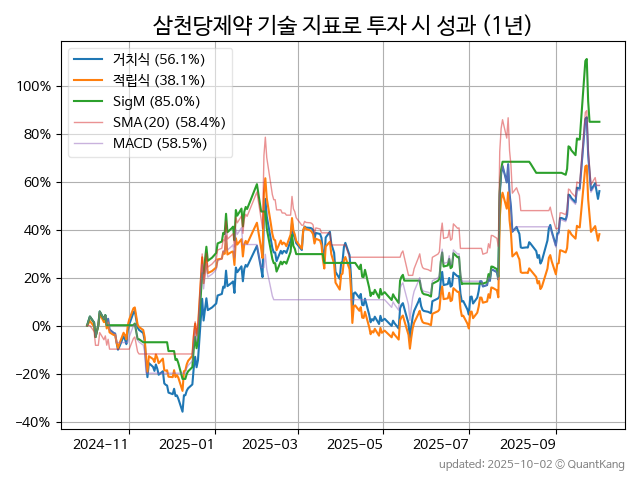 삼천당제약 기술 지표로 투자 시 성과 (1년)
거치식 (56.1%)
적립식 (38.1%)
SigM (85.0%)
SMA(20) (58.4%)
MACD (58.5%)
100%
80%
60%
40%
20%
0%
−20%
−40%
2024-11 2025-01 2025-03 2025-05 2025-07 2025-09
updated: 2025-10-02 © QuantKang